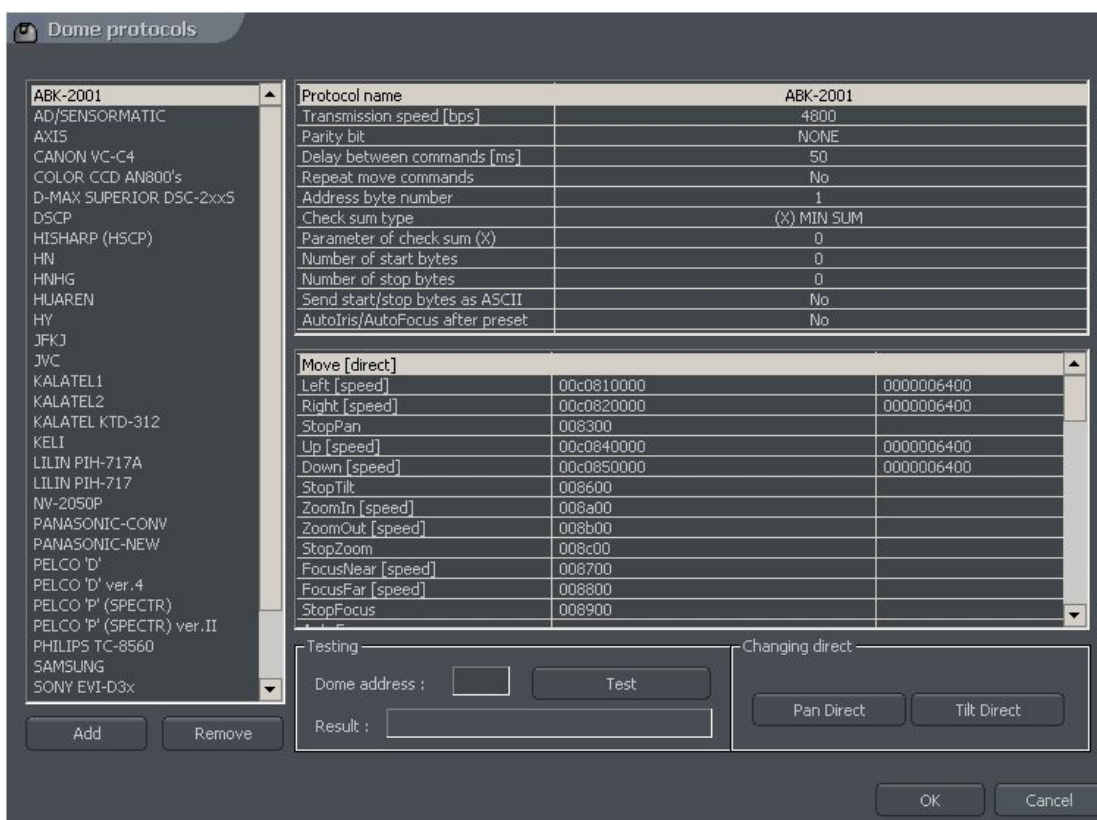 Dome protocols
ABK-2001
AD/SENSORMATIC
AXIS
CANON VC-C4
COLOR CCD AN800's
D-MAX SUPERIOR DSC-2xxS
DSCP
HISHARP (HSCP)
HN
HNHG
HUAREN
HY
JFKJ
JVC
KALATEL1
KALATEL2
KALATEL KTD-312
KELI
LILIN PIH-717A
LILIN PIH-717
NV-2050P
PANASONIC-CONV
PANASONIC-NEW
PELCO 'D'
PELCO 'D' ver.4
PELCO 'P' (SPECTR)
PELCO 'P' (SPECTR) ver.II
PHILIPS TC-8560
SAMSUNG
SONY EVI-D3x
Add Remove
Protocol name ABK-2001
Transmission speed [bps] 4800
Parity bit NONE
Delay between commands [ms] 50
Repeat move commands No
Address byte number 1
Check sum type (X) MIN SUM
Parameter of check sum (X) 0
Number of start bytes 0
Number of stop bytes 0
Send start/stop bytes as ASCII No
AutoIris/AutoFocus after preset No
Move [direct]
Left [speed] 00c0810000 0000006400
Right [speed] 00c0820000 0000006400
StopPan 008300
Up [speed] 00c0840000 0000006400
Down [speed] 00c0850000 0000006400
StopTilt 008600
ZoomIn [speed] 008a00
ZoomOut [speed] 008b00
StopZoom 008c00
FocusNear [speed] 008700
FocusFar [speed] 008800
StopFocus 008900
Testing
Dome address :
Test
Result :
Changing direct
Pan Direct Tilt Direct
OK Cancel